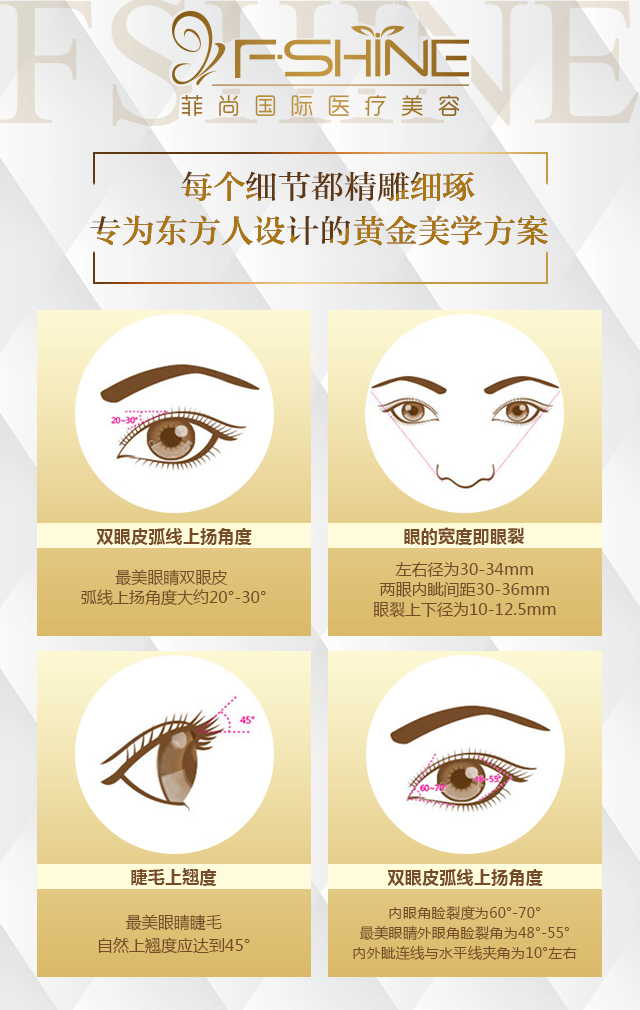 FSHINE
F·SHINE
菲尚国际医疗美容
每个细节都精雕细琢
专为东方人设计的黄金美学方案
20~30°
双眼皮弧线上扬角度
最美眼睛双眼皮
弧线上扬角度大约20°-30°
眼的宽度即眼裂
左右径为30-34mm
两眼内眦间距30-36mm
眼裂上下径为10-12.5mm
45°
睫毛上翘度
最美眼睛睫毛
自然上翘度应达到45°
双眼皮弧线上扬角度
内眼角睑裂度为60°-70°
最美眼睛外眼角睑裂角为48°-55°
内外眦连线与水平线夹角为10°左右